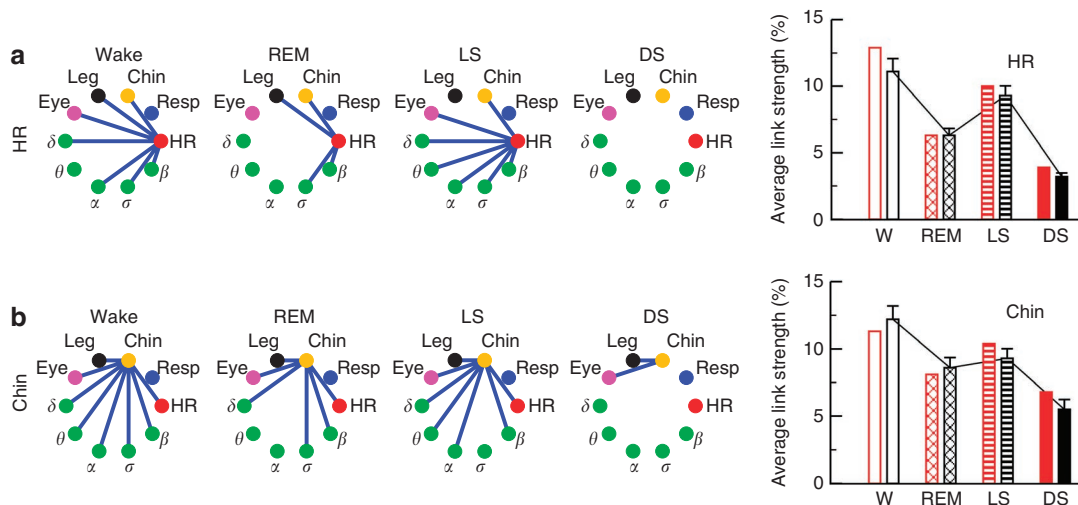 a
Wake REM LS DS
Leg Chin Leg Chin Leg Chin Leg Chin
Eye Resp Eye Resp Eye Resp Eye Resp
HR
δ HR δ HR δ HR δ HR
θ β θ β θ β θ β
α σ α σ α σ α σ
Average link strength (%)
15
10
5
0
HR
W REM LS DS
b
Wake REM LS DS
Leg Chin Leg Chin Leg Chin Leg Chin
Eye Resp Eye Resp Eye Resp Eye Resp
Chin
δ HR δ HR δ HR δ HR
θ β θ β θ β θ β
α σ α σ α σ α σ
Average link strength (%)
15
10
5
0
Chin
W REM LS DS